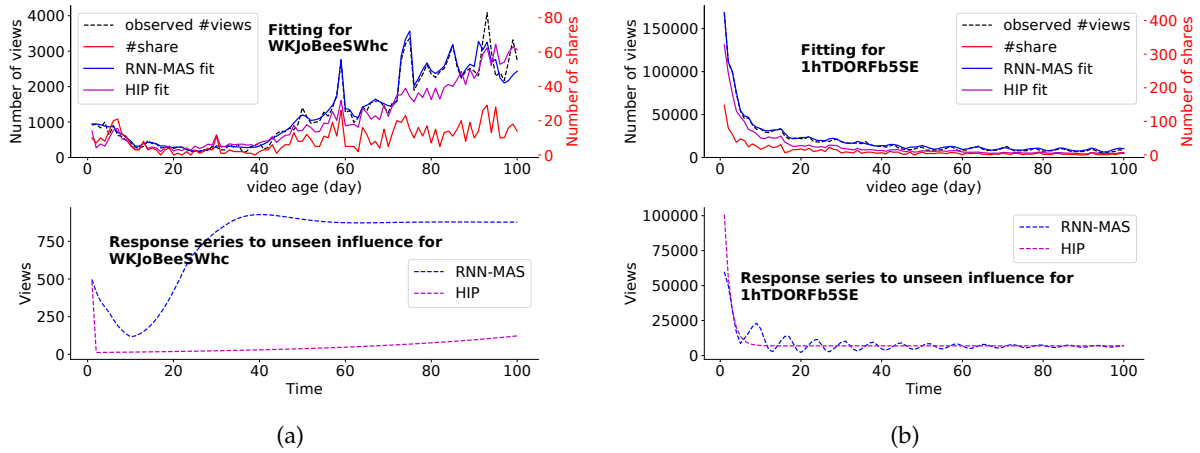 Number of views
4000
3000
2000
1000
0
observed #views
#share
RNN-MAS fit
HIP fit
Fitting for
WKJoBeeSWhc
80
60
40
20
0
Number of shares
0 20 40 60 80 100
video age (day)
Views
750
500
250
0
Response series to unseen influence for
WKJoBeeSWhc
RNN-MAS
HIP
0 20 40 60 80 100
Time
(a)
Number of views
150000
100000
50000
0
Fitting for
1hTDORFb5SE
observed #views
#share
RNN-MAS fit
HIP fit
400
300
200
100
0
Number of shares
0 20 40 60 80 100
video age (day)
Views
100000
75000
50000
25000
0
RNN-MAS
HIP
Response series to unseen influence for
1hTDORFb5SE
0 20 40 60 80 100
Time
(b)